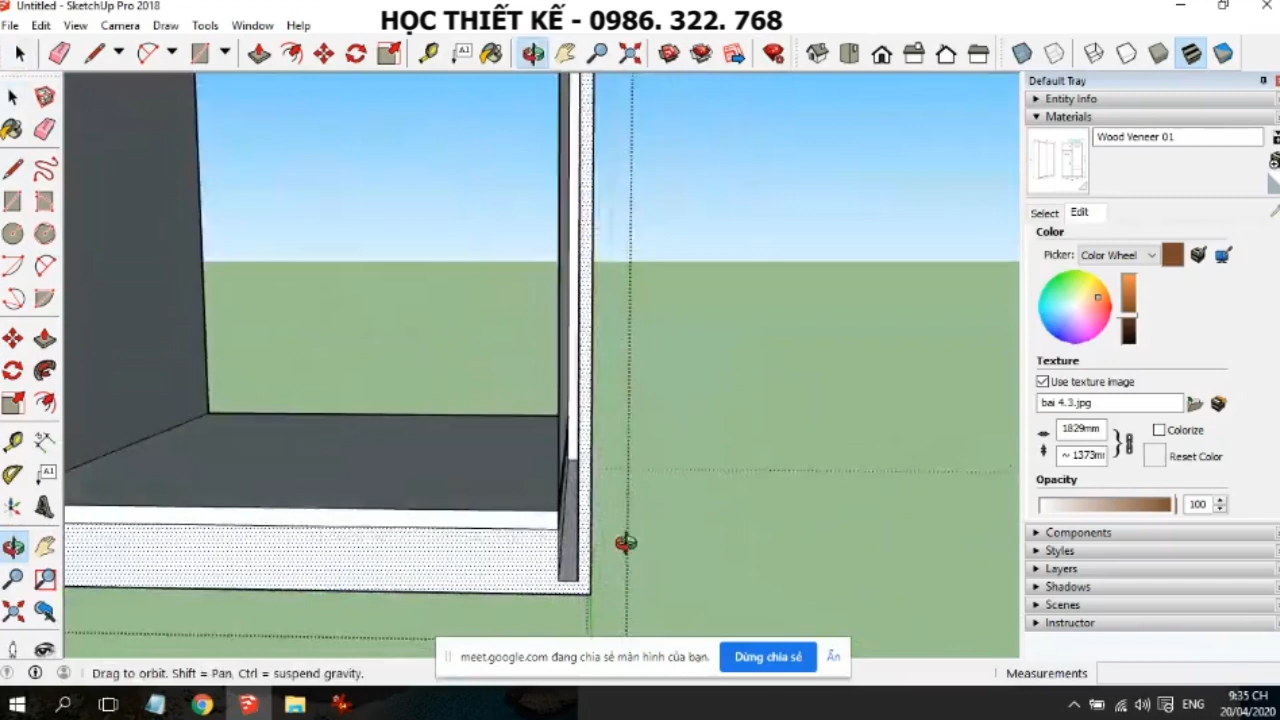 Untitled - SketchUp Pro 2018
HỌC THIẾT KẾ - 0986. 322. 768
File Edit View Camera Draw Tools Window Help
A1
Default Tray
Entity Info
Materials
Wood Veneer 01
Select Edit
Color
Picker: Color Wheel
Texture
Use texture image
bai 4.3.jpg
1829mm
Colorize
~ 1373m
Reset Color
Opacity
100
Components
Styles
Layers
Shadows
Scenes
Instructor
A1
meet.google.com đang chia sẻ màn hình của bạn. Dừng chia sẻ Ẩn
Drag to orbit. Shift = Pan, Ctrl = suspend gravity.
Measurements
ENG
9:35 CH
20/04/2020